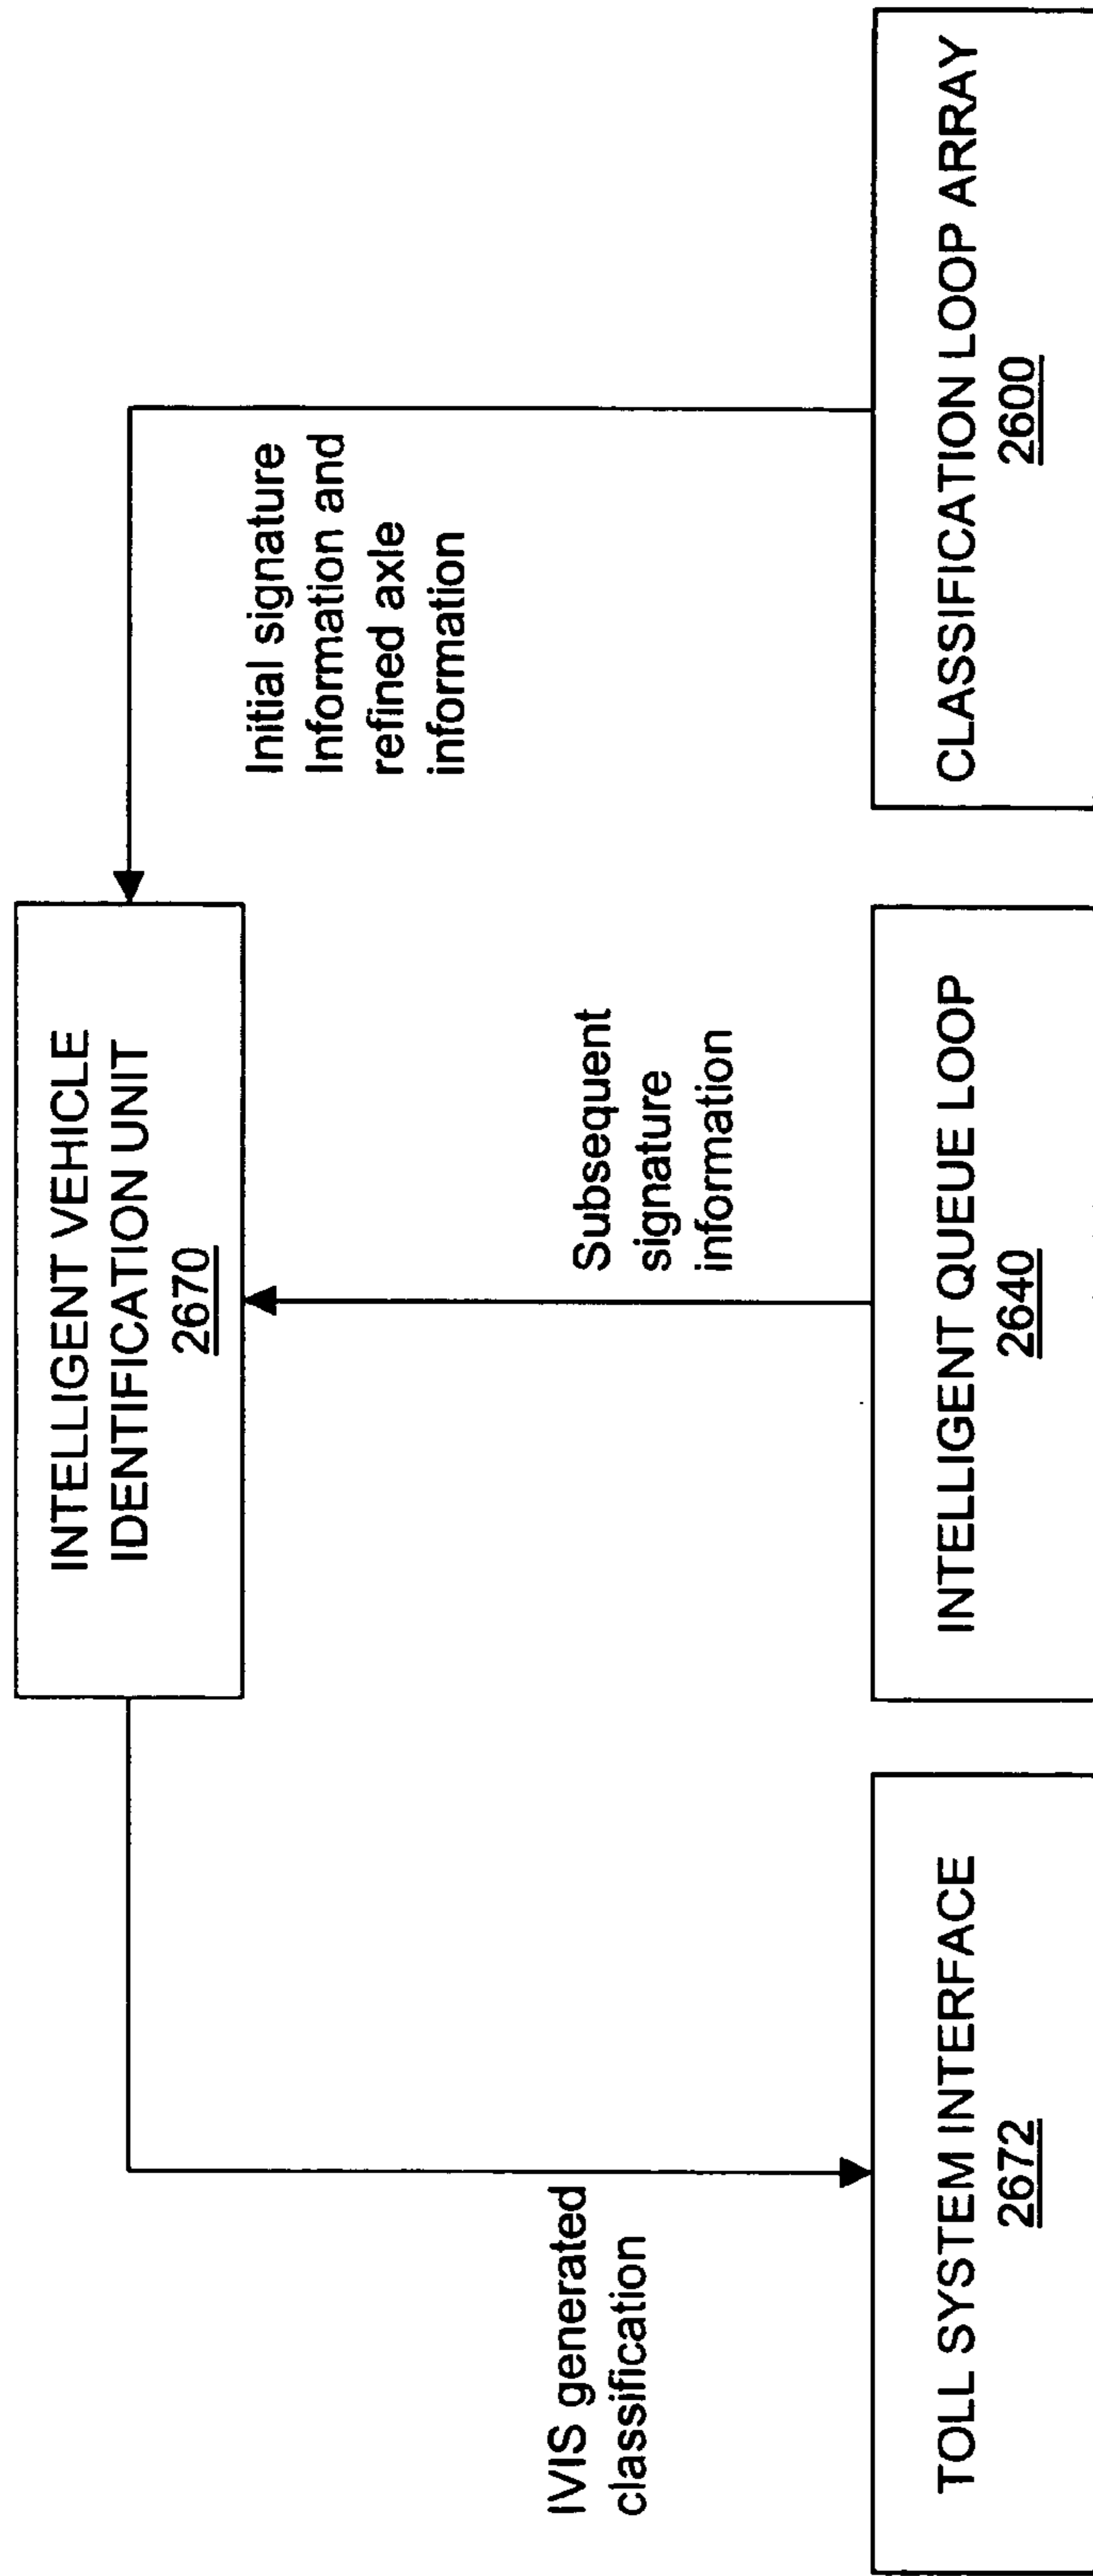 INTELLIGENT VEHICLE
IDENTIFICATION UNIT
2670
IVIS generated
classification
Subsequent
signature
information
Initial signature
Information and
refined axle
information
TOLL SYSTEM INTERFACE
2672
INTELLIGENT QUEUE LOOP
2640
CLASSIFICATION LOOP ARRAY
2600